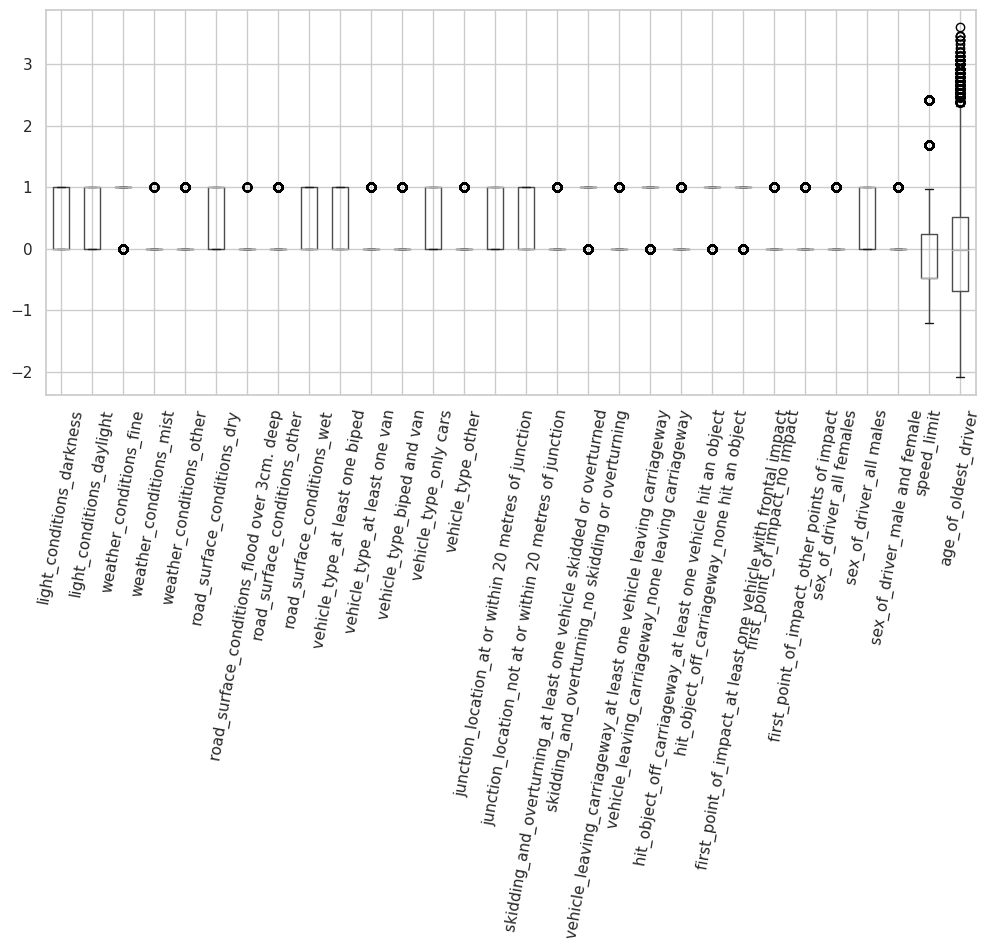 3
2
1
0
−1
−2
light_conditions_darkness
light_conditions_daylight
weather_conditions_fine
weather_conditions_mist
weather_conditions_other
road_surface_conditions_dry
road_surface_conditions_flood over 3cm. deep
road_surface_conditions_other
road_surface_conditions_wet
vehicle_type_at least one biped
vehicle_type_at least one van
vehicle_type_biped and van
vehicle_type_only cars
vehicle_type_other
junction_location_at or within 20 metres of junction
junction_location_not at or within 20 metres of junction
skidding_and_overturning_at least one vehicle skidded or overturned
skidding_and_overturning_no skidding or overturning
vehicle_leaving_carriageway_at least one vehicle leaving carriageway
vehicle_leaving_carriageway_none leaving carriageway
hit_object_off_carriageway_at least one vehicle hit an object
hit_object_off_carriageway_none hit an object
first_point_of_impact_at least one vehicle with frontal impact
first_point_of_impact_no impact
first_point_of_impact_other points of impact
sex_of_driver_all females
sex_of_driver_all males
sex_of_driver_male and female
speed_limit
age_of_oldest_driver